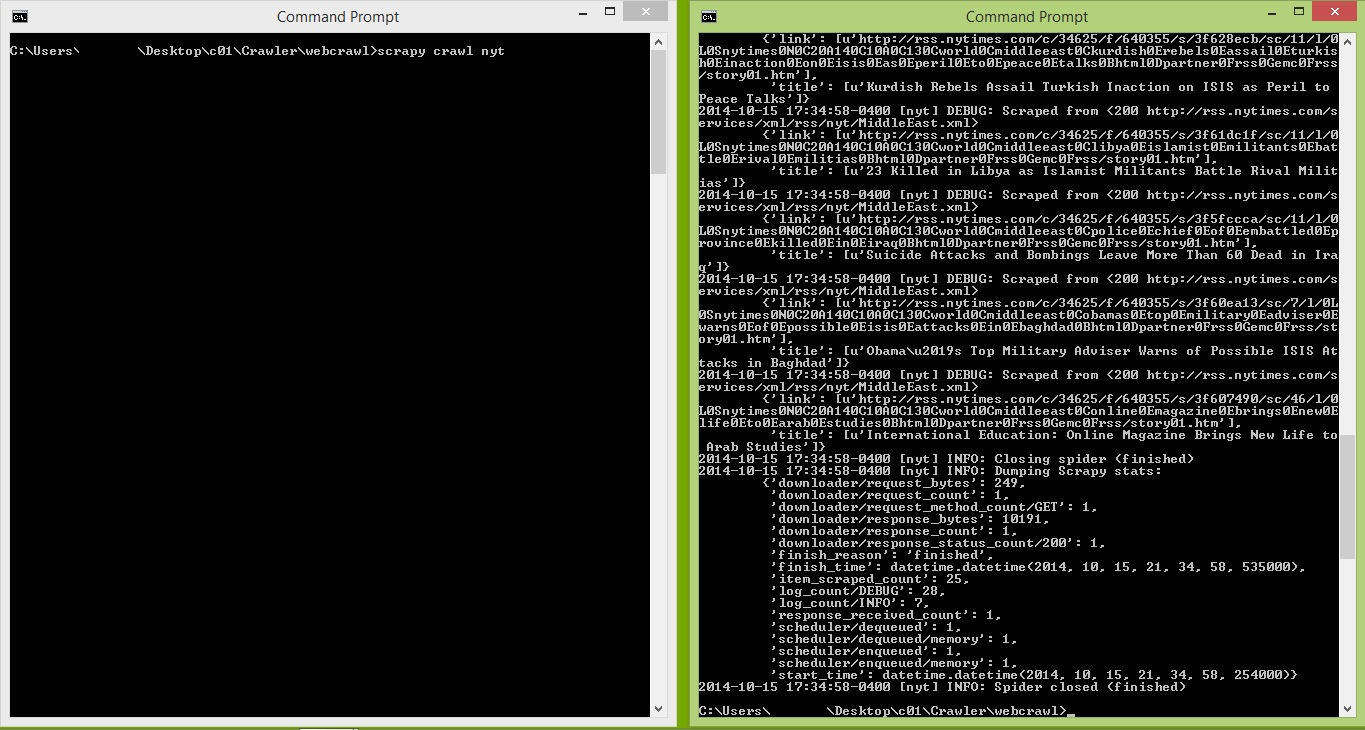 Command Prompt
C:\Users\ \Desktop\c01\Crawler\webcrawl>scrapy crawl nyt
Command Prompt
{'link': [u'http://rss.nytimes.com/c/34625/f/640355/s/3f628ecb/sc/11/l/0
L0Snytimes0N0C20A140C10A0C130Cworld0Cmiddleeast0Ckurdish0Erebels0Eassail0Eturkis
h0Einaction0Eon0Eisis0Eas0Eperil0Eto0Epeace0Etalks0Bhtml0Dpartner0Frss0Gemc0Frss
/story01.htm'],
'title': [u'Kurdish Rebels Assail Turkish Inaction on ISIS as Peril to
Peace Talks']}
2014-10-15 17:34:58-0400 [nyt] DEBUG: Scraped from <200 http://rss.nytimes.com/s
ervices/xml/rss/nyt/MiddleEast.xml>
{'link': [u'http://rss.nytimes.com/c/34625/f/640355/s/3f61dc1f/sc/11/l/0
L0Snytimes0N0C20A140C10A0C130Cworld0Cmiddleeast0Clibya0Eislamist0Emilitants0Ebat
tle0Erival0Emilitias0Bhtml0Dpartner0Frss0Gemc0Frss/story01.htm'],
'title': [u'23 Killed in Libya as Islamist Militants Battle Rival Milit
ias']}
2014-10-15 17:34:58-0400 [nyt] DEBUG: Scraped from <200 http://rss.nytimes.com/s
ervices/xml/rss/nyt/MiddleEast.xml>
{'link': [u'http://rss.nytimes.com/c/34625/f/640355/s/3f5fccca/sc/11/l/0
L0Snytimes0N0C20A140C10A0C130Cworld0Cmiddleeast0Cpolice0Echief0Eof0Eembattled0Ep
rovince0Ekilled0Ein0Eiraq0Bhtml0Dpartner0Frss0Gemc0Frss/story01.htm'],
'title': [u'Suicide Attacks and Bombings Leave More Than 60 Dead in Ira
q']}
2014-10-15 17:34:58-0400 [nyt] DEBUG: Scraped from <200 http://rss.nytimes.com/s
ervices/xml/rss/nyt/MiddleEast.xml>
{'link': [u'http://rss.nytimes.com/c/34625/f/640355/s/3f60ea13/sc/7/l/0L
0Snytimes0N0C20A140C10A0C130Cworld0Cmiddleeast0Cobamas0Etop0Emilitary0Eadviser0E
warns0Eof0Epossible0Eisis0Eattacks0Ein0Ebaghdad0Bhtml0Dpartner0Frss0Gemc0Frss/st
ory01.htm'],
'title': [u'Obama\u2019s Top Military Adviser Warns of Possible ISIS At
tacks in Baghdad']}
2014-10-15 17:34:58-0400 [nyt] DEBUG: Scraped from <200 http://rss.nytimes.com/s
ervices/xml/rss/nyt/MiddleEast.xml>
{'link': [u'http://rss.nytimes.com/c/34625/f/640355/s/3f607490/sc/46/l/0
L0Snytimes0N0C20A140C10A0C130Cworld0Cmiddleeast0Conline0Emagazine0Ebrings0Enew0E
life0Eto0Earab0Estudies0Bhtml0Dpartner0Frss0Gemc0Frss/story01.htm'],
'title': [u'International Education: Online Magazine Brings New Life to
Arab Studies']}
2014-10-15 17:34:58-0400 [nyt] INFO: Closing spider (finished)
2014-10-15 17:34:58-0400 [nyt] INFO: Dumping Scrapy stats:
{'downloader/request_bytes': 249,
'downloader/request_count': 1,
'downloader/request_method_count/GET': 1,
'downloader/response_bytes': 10191,
'downloader/response_count': 1,
'downloader/response_status_count/200': 1,
'finish_reason': 'finished',
'finish_time': datetime.datetime(2014, 10, 15, 21, 34, 58, 535000),
'item_scraped_count': 25,
'log_count/DEBUG': 28,
'log_count/INFO': 7,
'response_received_count': 1,
'scheduler/dequeued': 1,
'scheduler/dequeued/memory': 1,
'scheduler/enqueued': 1,
'scheduler/enqueued/memory': 1,
'start_time': datetime.datetime(2014, 10, 15, 21, 34, 58, 254000)}
2014-10-15 17:34:58-0400 [nyt] INFO: Spider closed (finished)
C:\Users\ \Desktop\c01\Crawler\webcrawl>_